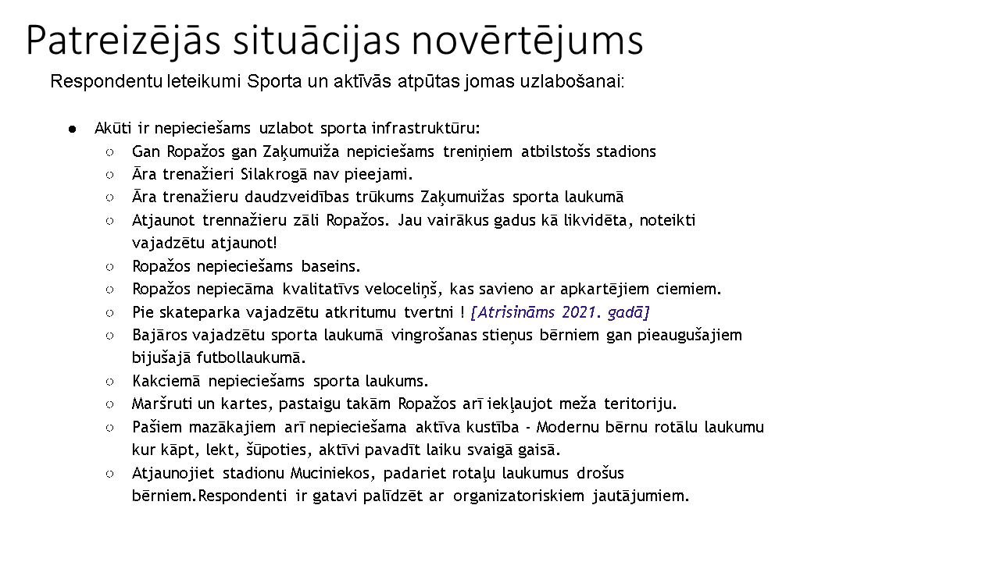 Patreizējās situācijas novērtējums
Respondentu Ieteikumi Sporta un aktīvās atpūtas jomas uzlabošanai:
● Akūti ir nepieciešams uzlabot sporta infrastruktūru:
○ Gan Ropažos gan Zaķumuiža nepiciešams treniņiem atbilstošs stadions
○ Āra trenažieri Silakrogā nav pieejami.
○ Āra trenažieru daudzveidības trūkums Zaķumuižas sporta laukumā
○ Atjaunot trennažieru zāli Ropažos. Jau vairākus gadus kā likvidēta, noteikti
vajadzētu atjaunot!
○ Ropažos nepieciešams baseins.
○ Ropažos nepiecāma kvalitatīvs veloceliņš, kas savieno ar apkartējiem ciemiem.
○ Pie skateparka vajadzētu atkritumu tvertni ! [Atrisināms 2021. gadā]
○ Bajāros vajadzētu sporta laukumā vingrošanas stieņus bērniem gan pieaugušajiem
bijušajā futbollaukumā.
○ Kakciemā nepieciešams sporta laukums.
○ Maršruti un kartes, pastaigu takām Ropažos arī iekļaujot meža teritoriju.
○ Pašiem mazākajiem arī nepieciešama aktīva kustība - Modernu bērnu rotālu laukumu
kur kāpt, lekt, šūpoties, aktīvi pavadīt laiku svaigā gaisā.
○ Atjaunojiet stadionu Muciniekos, padariet rotaļu laukumus drošus
bērniem.Respondenti ir gatavi palīdzēt ar organizatoriskiem jautājumiem.